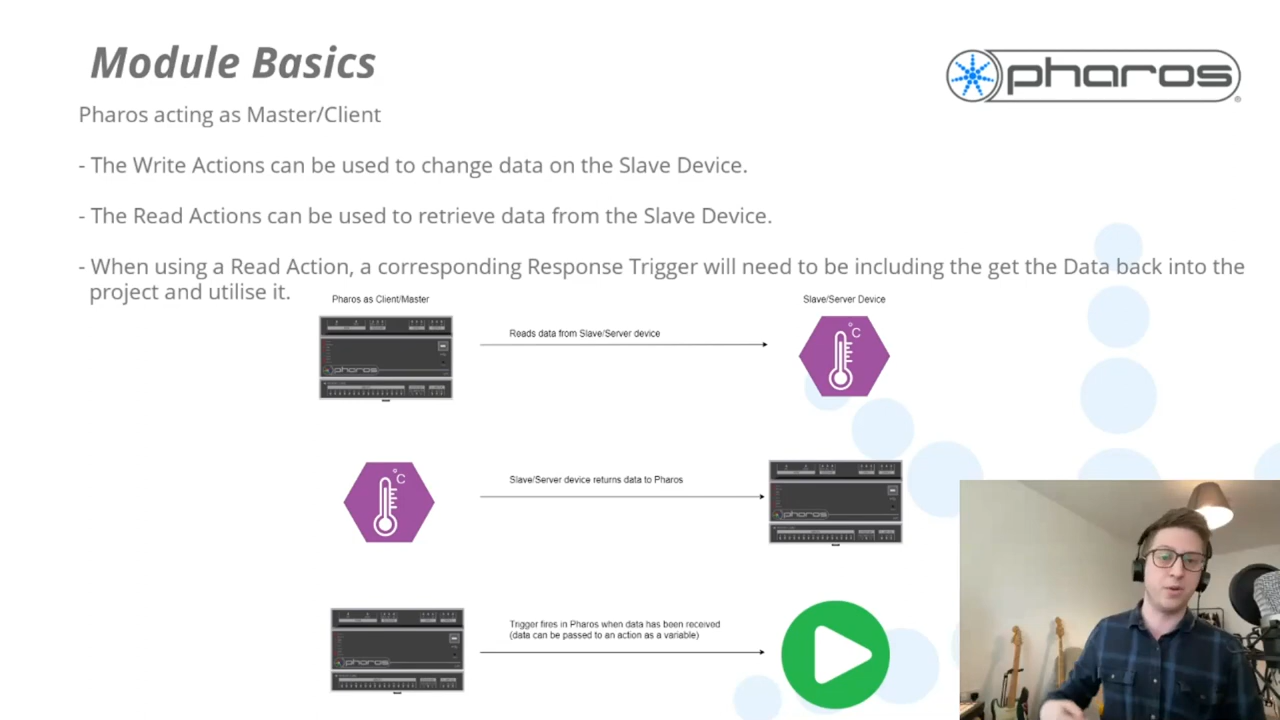 Module Basics
pharos
Pharos acting as Master/Client
- The Write Actions can be used to change data on the Slave Device.
- The Read Actions can be used to retrieve data from the Slave Device.
- When using a Read Action, a corresponding Response Trigger will need to be including the get the Data back into the
project and utilise it.
Pharos as Client/Master
Slave/Server Device
Reads data from Slave/Server device
°C
pharos
Slave/Server device returns data to Pharos
°C
pharos
Trigger fires in Pharos when data has been received
(data can be passed to an action as a variable)
pharos